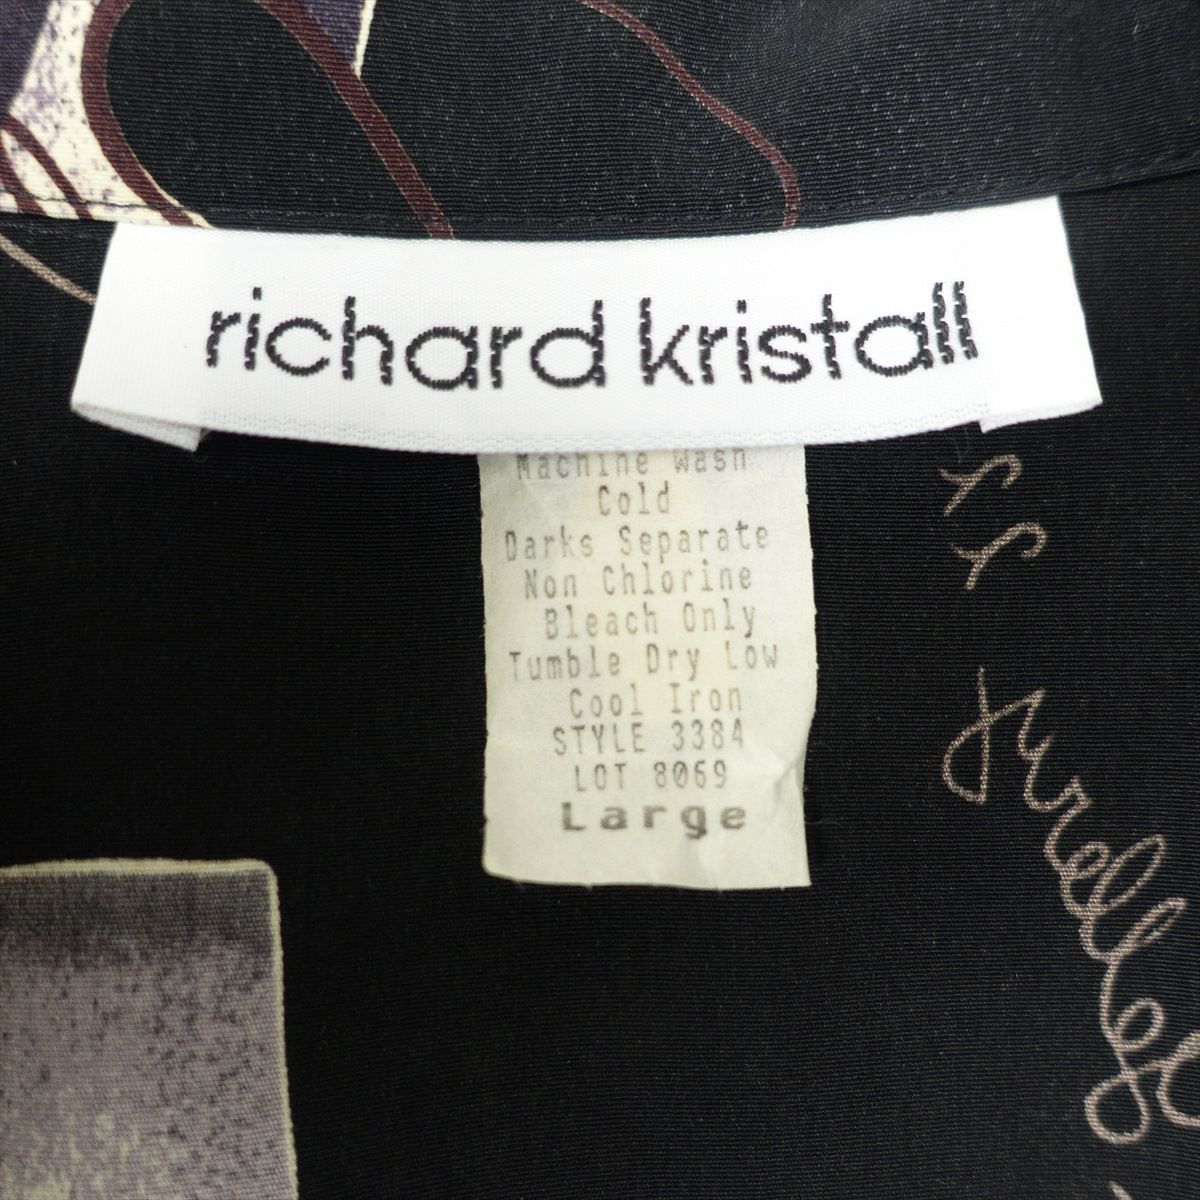 richard kristall
Machine Wash
Cold
Darks Separate
Non Chlorine
Bleach Only
Tumble Dry Low
Cool Iron
STYLE 3384
LOT 8069
Large